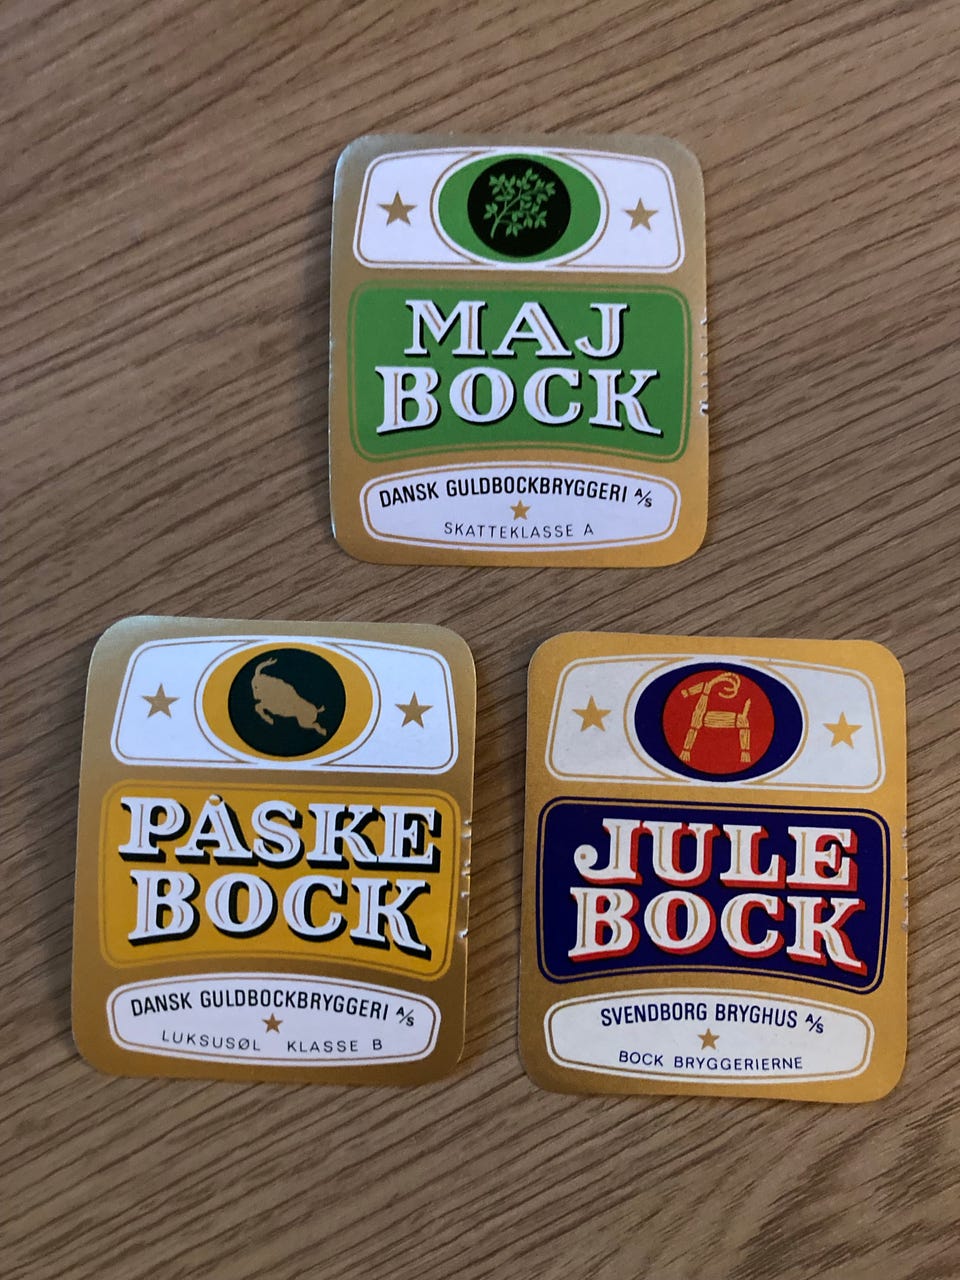 MAJ
BOCK
DANSK GULDBOCKBRYGGERI A/S
SKATTEKLASSE A
PÅSKE
BOCK
DANSK GULDBOCKBRYGGERI A/S
LUKSUSØL KLASSE B
JULE
BOCK
SVENDBORG BRYGHUS A/S
BOCK BRYGGERIERNE